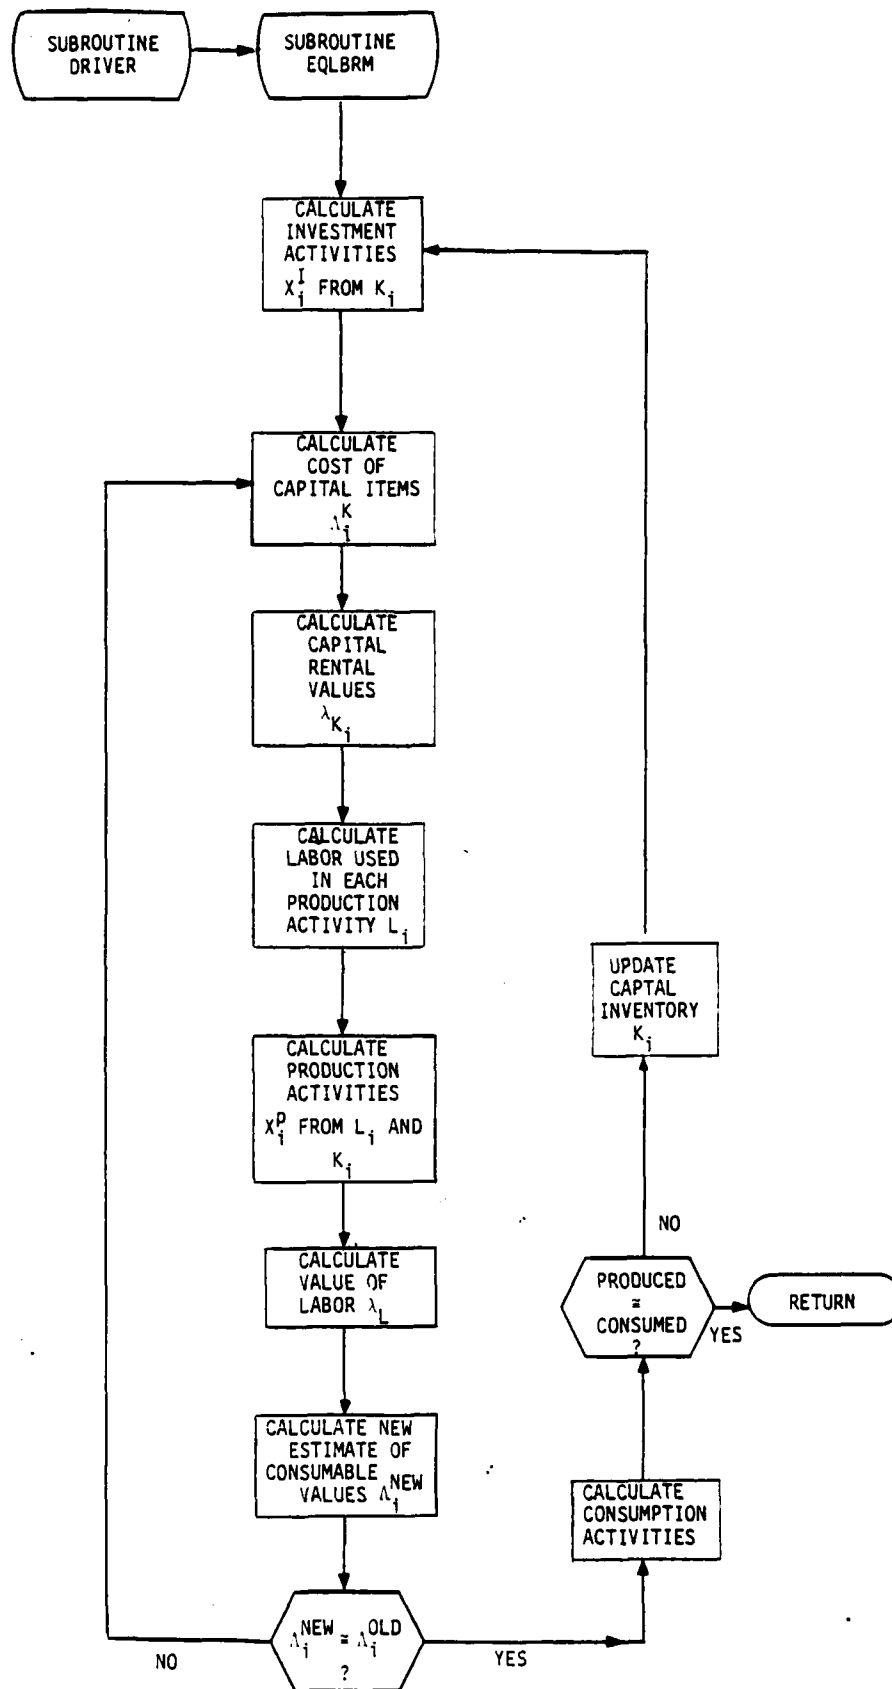 SUBROUTINE
DRIVER
SUBROUTINE
EQLBRM
CALCULATE
INVESTMENT
ACTIVITIES
X_i^I FROM K_i
CALCULATE
COST OF
CAPITAL ITEMS
Λ_i^K
CALCULATE
CAPITAL
RENTAL
VALUES
λ_K_i
CALCULATE
LABOR USED
IN EACH
PRODUCTION
ACTIVITY L_i
CALCULATE
PRODUCTION
ACTIVITIES
X_i^P FROM L_i AND
K_i
CALCULATE
VALUE OF
LABOR λ_L
CALCULATE NEW
ESTIMATE OF
CONSUMABLE
VALUES Λ_i^NEW
Λ_i^NEW ≅ Λ_i^OLD
?
NO
YES
CALCULATE
CONSUMPTION
ACTIVITIES
PRODUCED
≅
CONSUMED
?
YES
RETURN
NO
UPDATE
CAPTAL
INVENTORY
K_i